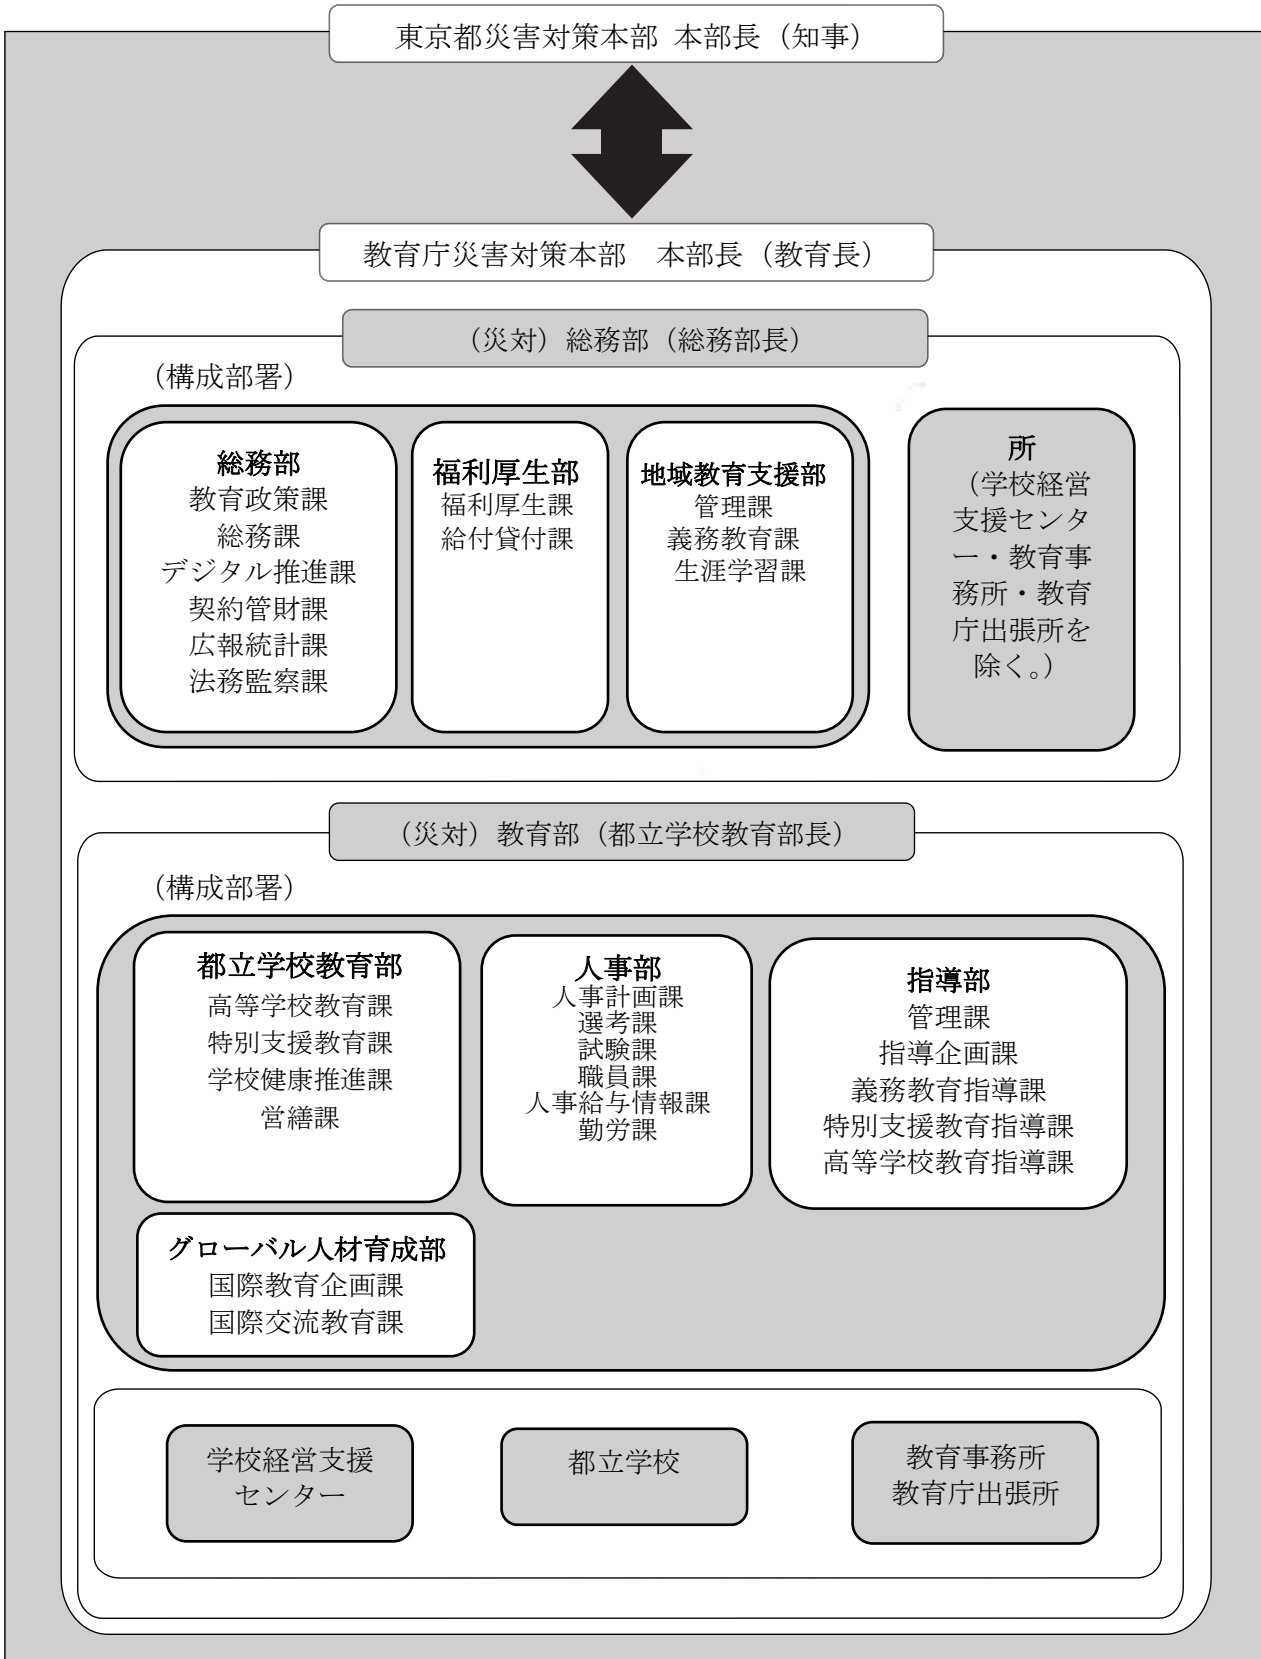 東京都災害対策本部 本部長（知事）
教育庁災害対策本部　本部長（教育長）
（災対）総務部（総務部長）
（構成部署）
総務部
教育政策課
総務課
デジタル推進課
契約管財課
広報統計課
法務監察課
福利厚生部
福利厚生課
給付貸付課
地域教育支援部
管理課
義務教育課
生涯学習課
所
（学校経営
支援センタ
ー・教育事
務所・教育
庁出張所を
除く。）
（災対）教育部（都立学校教育部長）
（構成部署）
都立学校教育部
高等学校教育課
特別支援教育課
学校健康推進課
営繕課
人事部
人事計画課
選考課
試験課
職員課
人事給与情報課
勤労課
指導部
管理課
指導企画課
義務教育指導課
特別支援教育指導課
高等学校教育指導課
グローバル人材育成部
国際教育企画課
国際交流教育課
学校経営支援
センター
都立学校
教育事務所
教育庁出張所